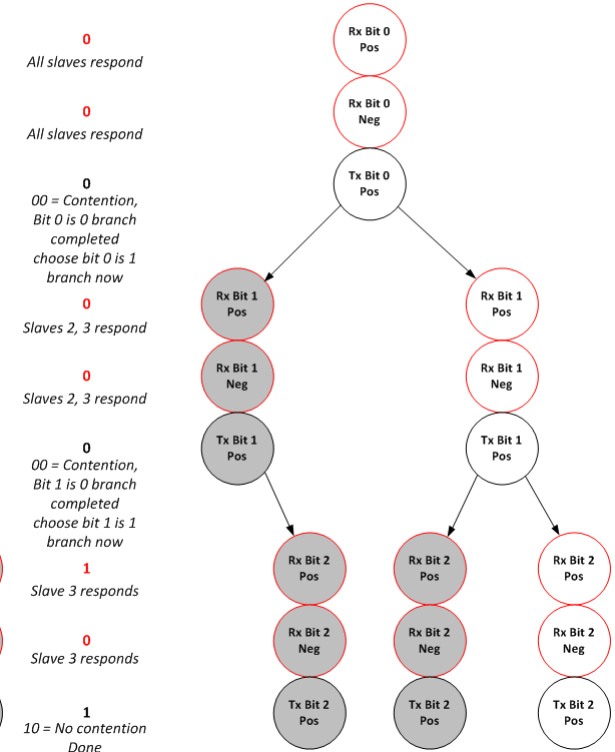 0
All slaves respond
0
All slaves respond
0
00 = Contention,
Bit 0 is 0 branch
completed
choose bit 0 is 1
branch now
0
Slaves 2, 3 respond
0
Slaves 2, 3 respond
0
00 = Contention,
Bit 1 is 0 branch
completed
choose bit 1 is 1
branch now
1
Slave 3 responds
0
Slave 3 responds
1
10 = No contention
Done
Rx Bit 0
Pos
Rx Bit 0
Neg
Tx Bit 0
Pos
Rx Bit 1
Pos
Rx Bit 1
Neg
Tx Bit 1
Pos
Rx Bit 1
Pos
Rx Bit 1
Neg
Tx Bit 1
Pos
Rx Bit 2
Pos
Rx Bit 2
Neg
Tx Bit 2
Pos
Rx Bit 2
Pos
Rx Bit 2
Neg
Tx Bit 2
Pos
Rx Bit 2
Pos
Rx Bit 2
Neg
Tx Bit 2
Pos